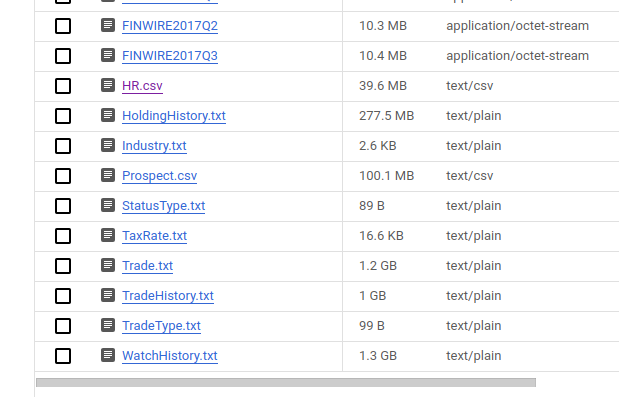 FINWIRE2017Q2 10.3 MB application/octet-stream
FINWIRE2017Q3 10.4 MB application/octet-stream
HR.csv 39.6 MB text/csv
HoldingHistory.txt 277.5 MB text/plain
Industry.txt 2.6 KB text/plain
Prospect.csv 100.1 MB text/csv
StatusType.txt 89 B text/plain
TaxRate.txt 16.6 KB text/plain
Trade.txt 1.2 GB text/plain
TradeHistory.txt 1 GB text/plain
TradeType.txt 99 B text/plain
WatchHistory.txt 1.3 GB text/plain